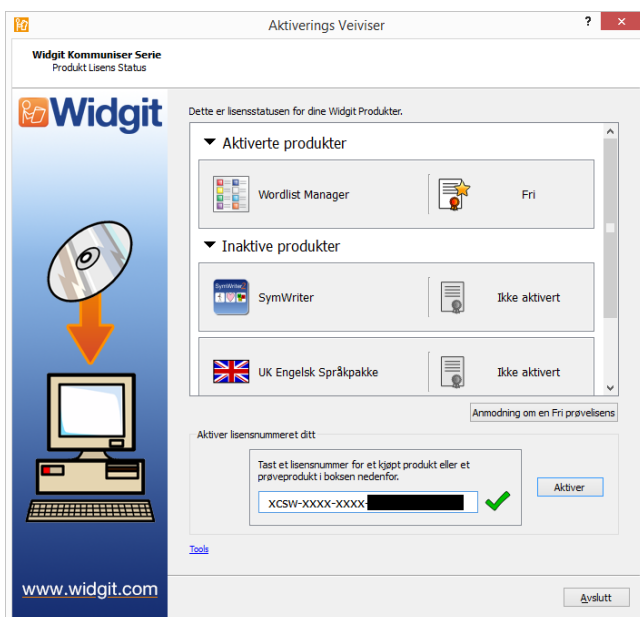 Aktiverings Veiviser
? ×
Widgit Kommuniser Serie
Produkt Lisens Status
Widgit
Dette er lisensstatusen for dine Widgit Produkter.
Aktiverte produkter
Wordlist Manager
Fri
Inaktive produkter
SymWriter2
SymWriter
Ikke aktivert
UK Engelsk Språkpakke
Ikke aktivert
Anmodning om en Fri prøvelisens
Aktiver lisensnummeret ditt
Tast et lisensnummer for et kjøpt produkt eller et
prøveprodukt i boksen nedenfor.
XCSW-XXXX-XXXX-
Aktiver
Tools
www.widgit.com
Avslutt